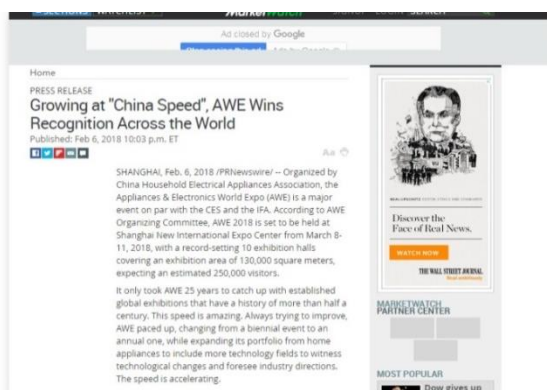 SECTIONS WATCHLIST
MarketWatch
SIGNUP LOGIN SEARCH
Ad closed by Google
Home
PRESS RELEASE
Growing at "China Speed", AWE Wins
Recognition Across the World
Published: Feb 6, 2018 10:03 p.m. ET
Aa
SHANGHAI, Feb. 6, 2018 /PRNewswire/ -- Organized by
China Household Electrical Appliances Association, the
Appliances & Electronics World Expo (AWE) is a major
event on par with the CES and the IFA. According to AWE
Organizing Committee, AWE 2018 is set to be held at
Shanghai New International Expo Center from March 8-
11, 2018, with a record-setting 10 exhibition halls
covering an exhibition area of 130,000 square meters,
expecting an estimated 250,000 visitors.
It only took AWE 25 years to catch up with established
global exhibitions that have a history of more than half a
century. This speed is amazing. Always trying to improve,
AWE paced up, changing from a biennial event to an
annual one, while expanding its portfolio from home
appliances to include more technology fields to witness
technological changes and foresee industry directions.
The speed is accelerating.
Discover the
Face of Real News.
WATCH NOW
THE WALL STREET JOURNAL.
Read ambitiously
MARKETWATCH
PARTNER CENTER
MOST POPULAR
Dow gives up